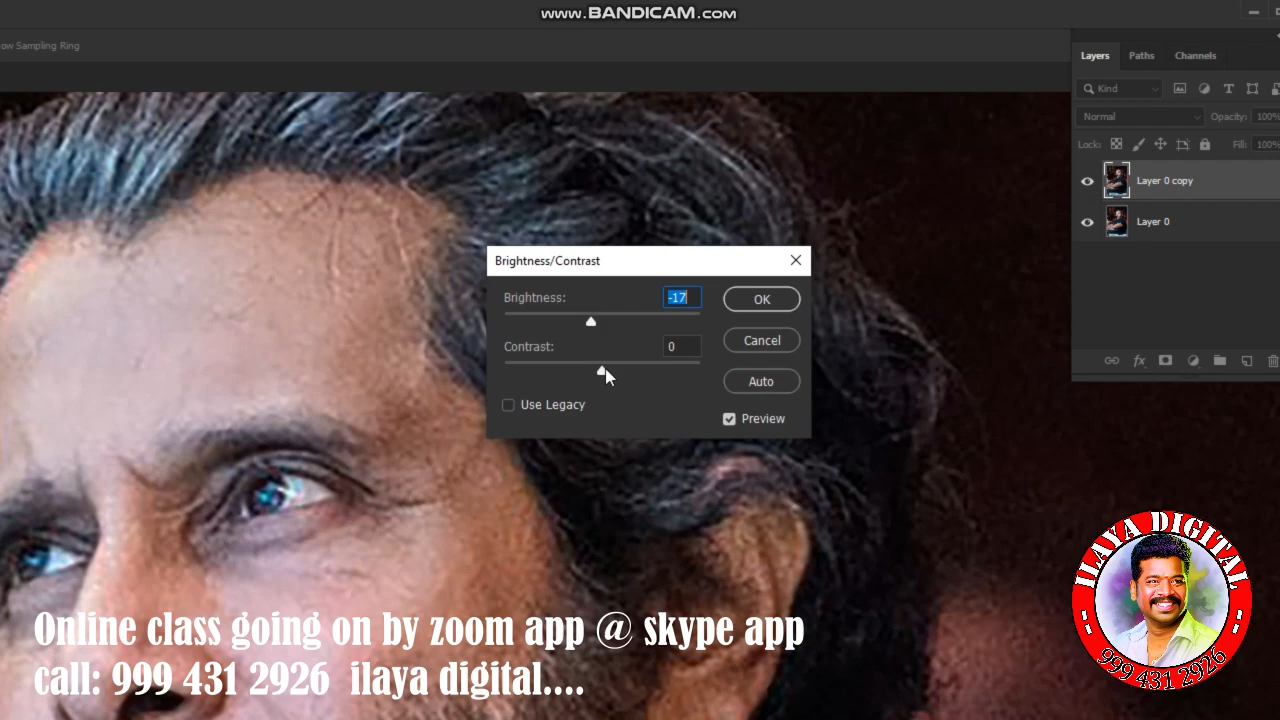 www.BANDICAM.com
ow Sampling Ring
Layers Paths Channels
Kind
Normal Opacity: 100%
Lock: Fill: 100%
Layer 0 copy
Layer 0
fx
Brightness/Contrast
Brightness: -17 OK
Contrast: 0 Cancel
Auto
Use Legacy
Preview
ILAYA DIGITAL
999 431 2926
Online class going on by zoom app @ skype app
call: 999 431 2926 ilaya digital....